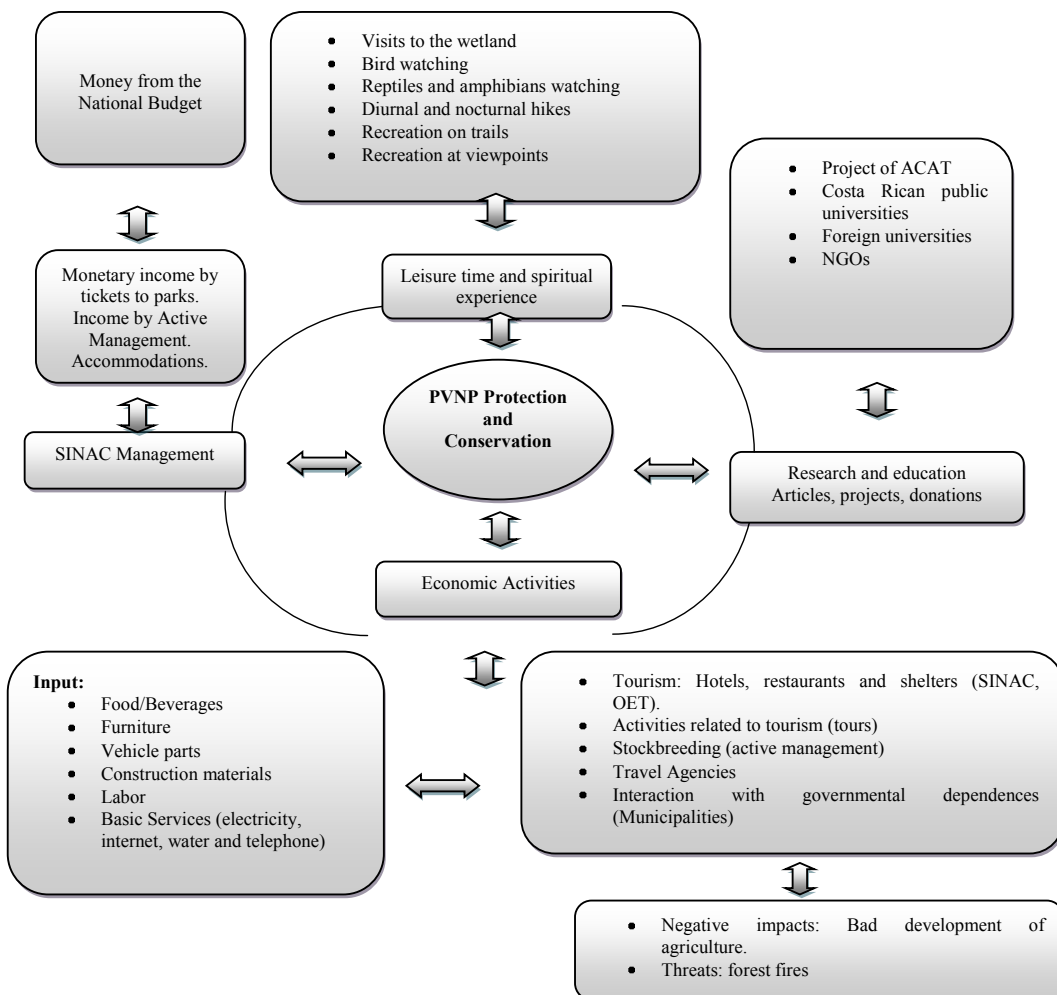 Money from the
National Budget
• Visits to the wetland
• Bird watching
• Reptiles and amphibians watching
• Diurnal and nocturnal hikes
• Recreation on trails
• Recreation at viewpoints
• Project of ACAT
• Costa Rican public
universities
• Foreign universities
• NGOs
Monetary income by
tickets to parks.
Income by Active
Management.
Accommodations.
Leisure time and spiritual
experience
PVNP Protection
and
Conservation
SINAC Management
Research and education
Articles, projects, donations
Economic Activities
Input:
• Food/Beverages
• Furniture
• Vehicle parts
• Construction materials
• Labor
• Basic Services (electricity,
internet, water and telephone)
• Tourism: Hotels, restaurants and shelters (SINAC,
OET).
• Activities related to tourism (tours)
• Stockbreeding (active management)
• Travel Agencies
• Interaction with governmental dependences
(Municipalities)
• Negative impacts: Bad development of
agriculture.
• Threats: forest fires